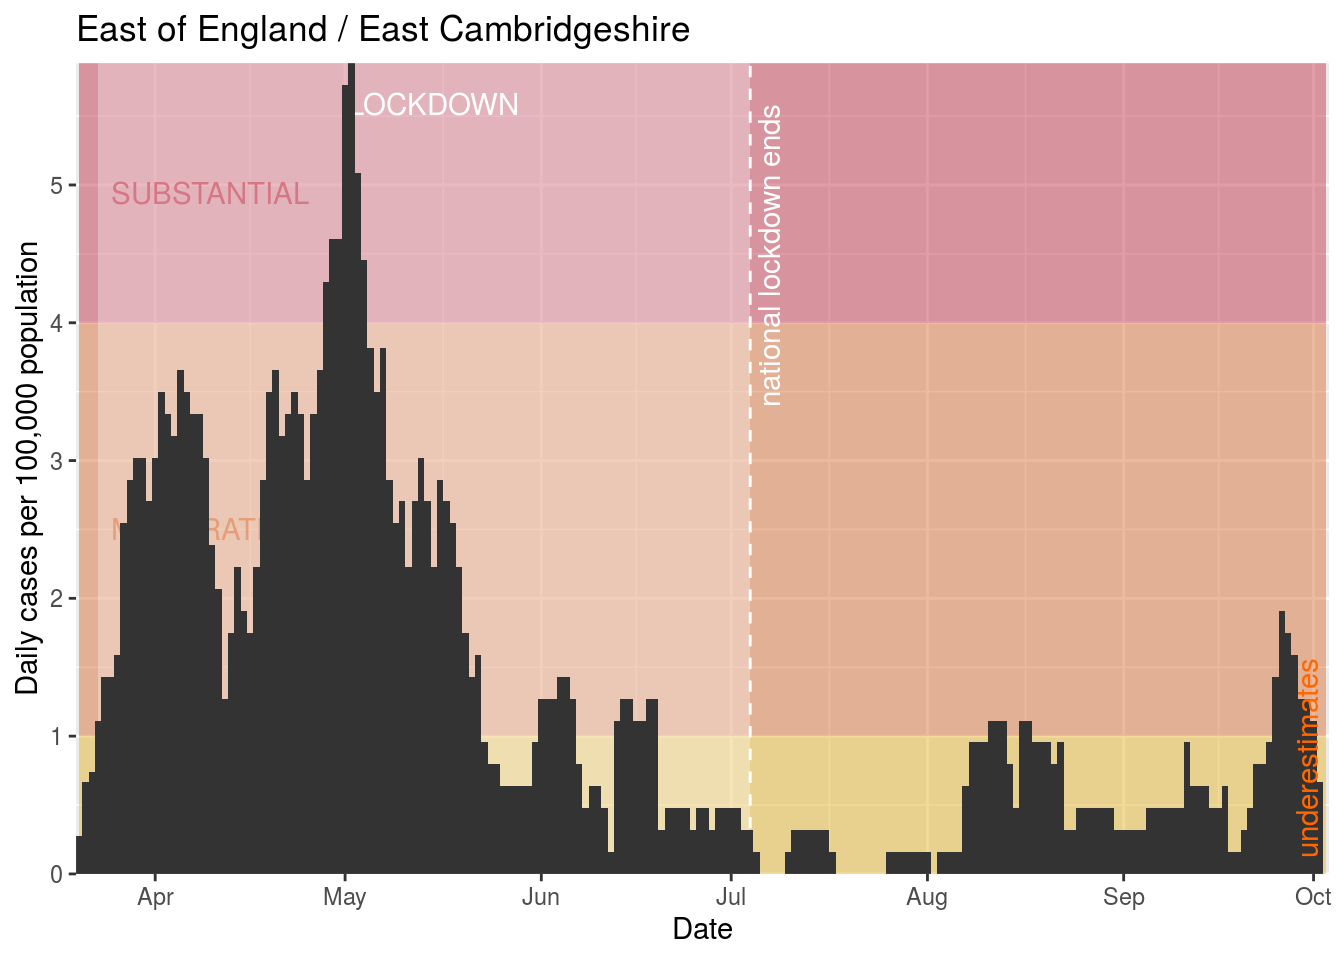 East of England / East Cambridgeshire
LOCKDOWN
SUBSTANTIAL
national lockdown ends
underestimates
Daily cases per 100,000 population
5
4
3
2
1
0
Apr
May
Jun
Jul
Aug
Sep
Oct
Date